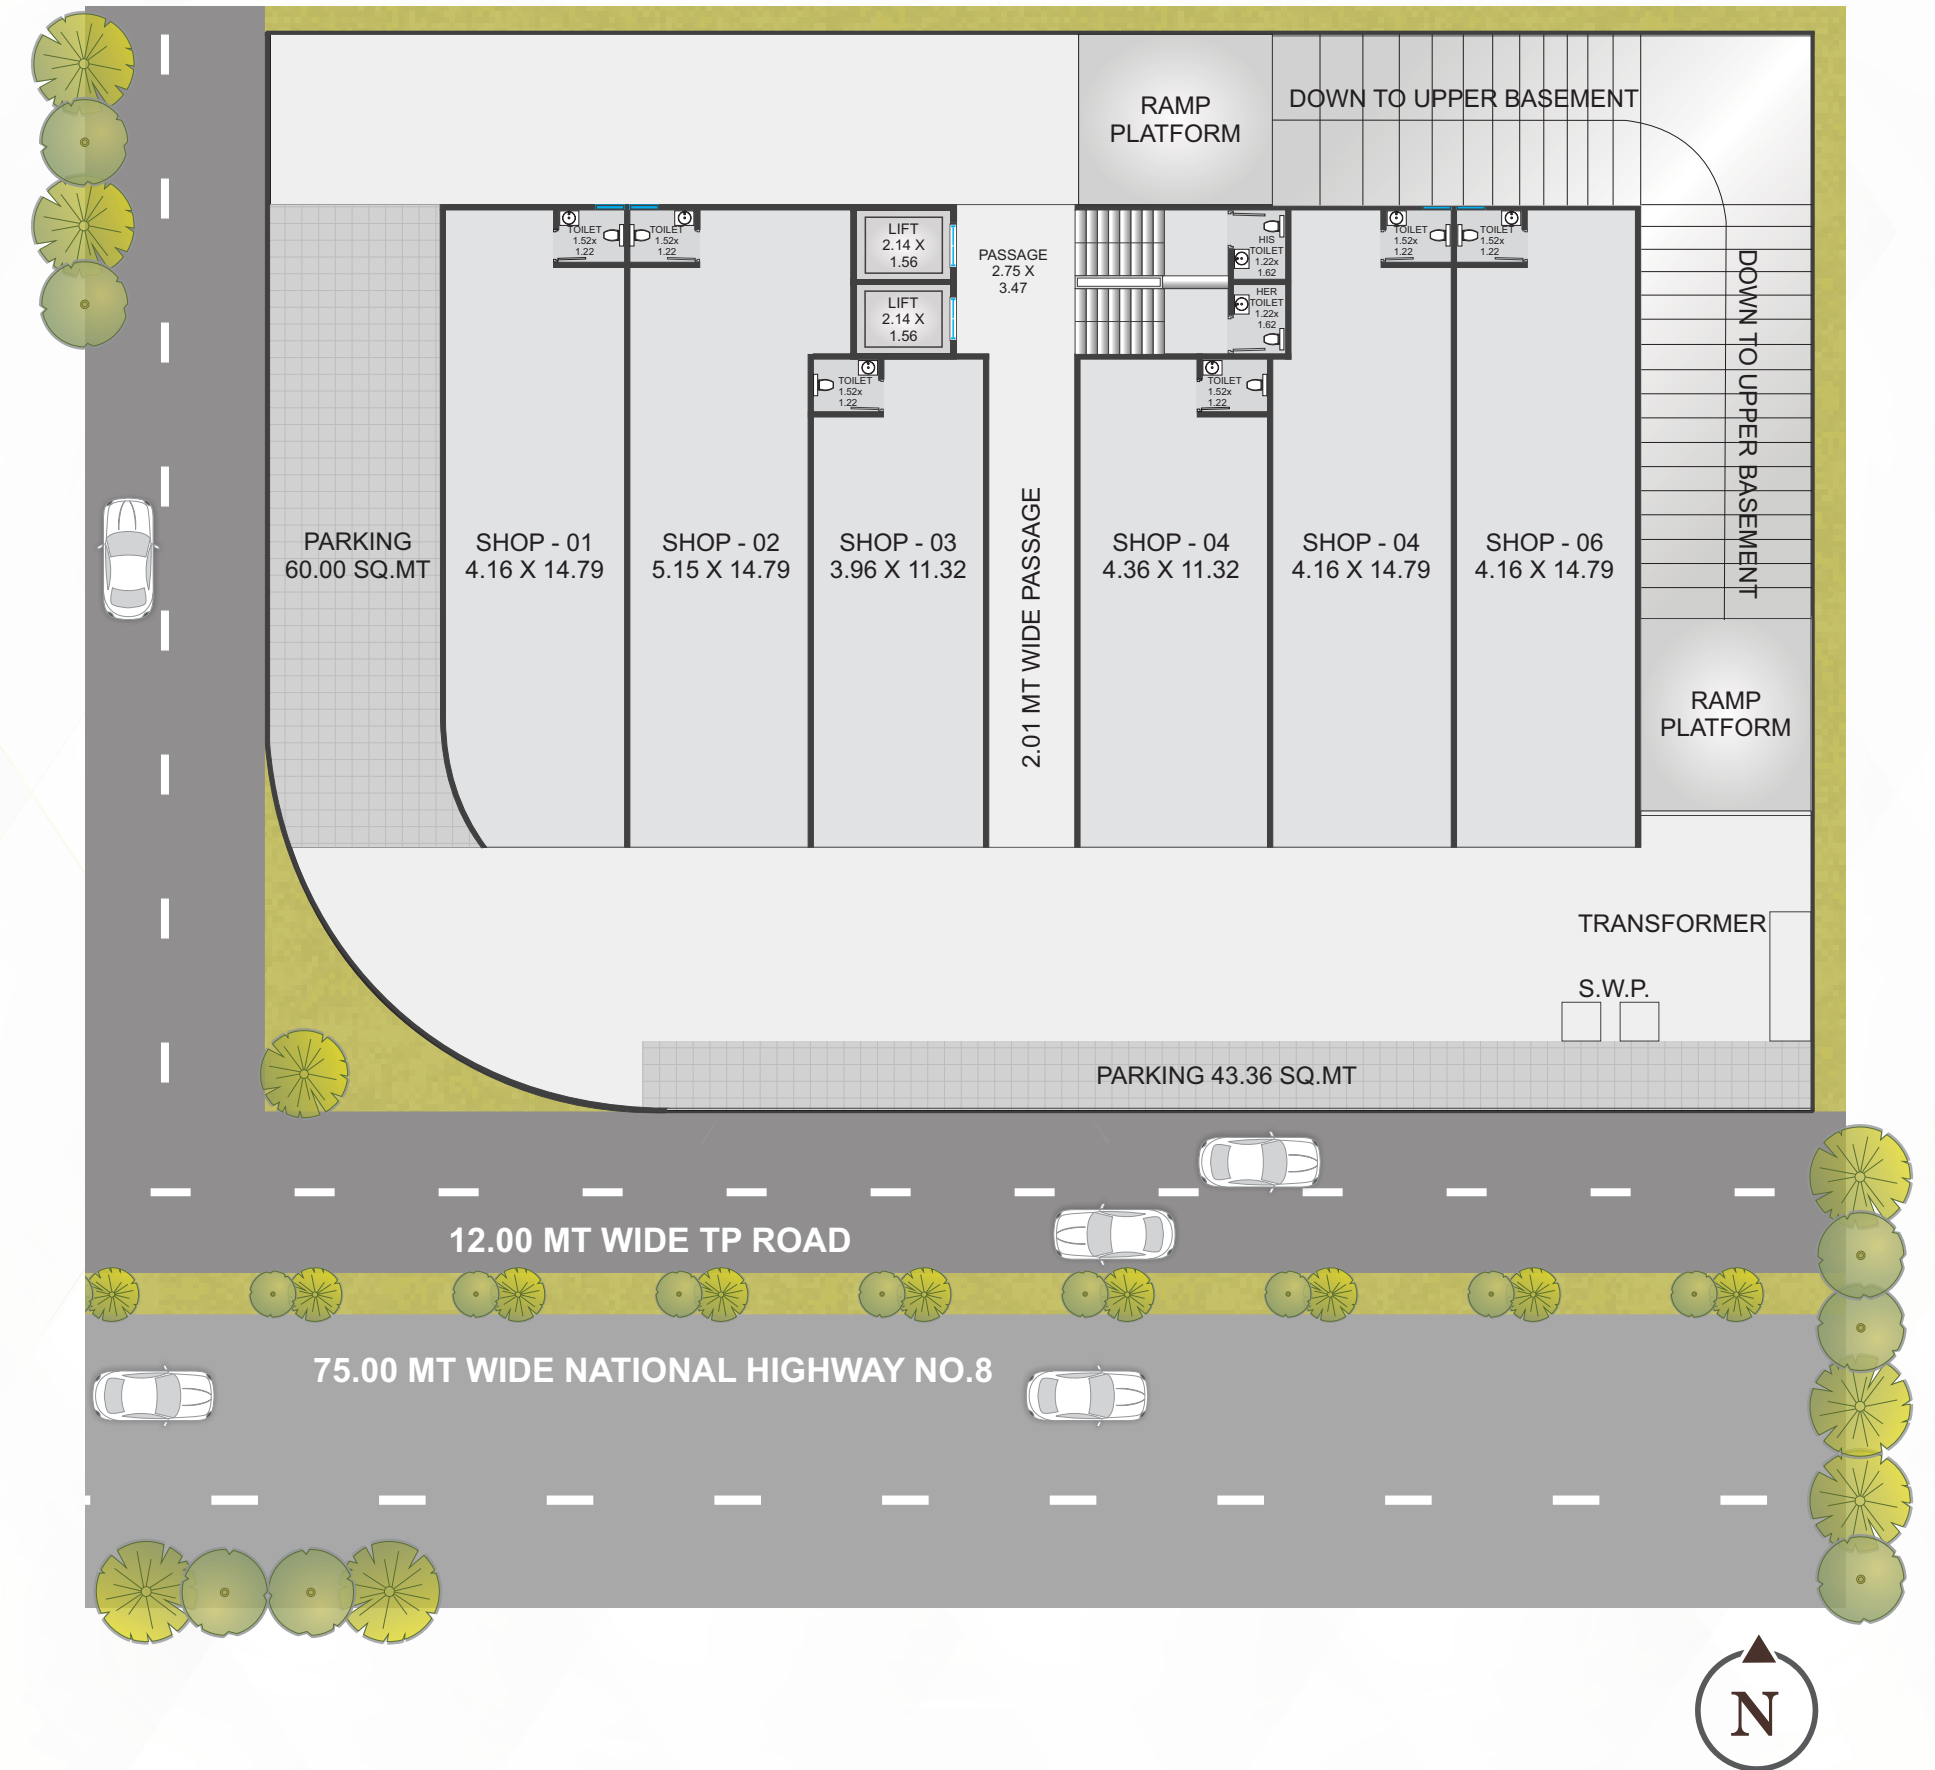 RAMP
PLATFORM
DOWN TO UPPER BASEMENT
TOILET
1.52x
1.22
TOILET
1.52x
1.22
LIFT
2.14 X
1.56
LIFT
2.14 X
1.56
PASSAGE
2.75 X
3.47
HIS
TOILET
1.22x
1.62
HER
TOILET
1.22x
1.62
TOILET
1.52x
1.22
TOILET
1.52x
1.22
TOILET
1.52x
1.22
TOILET
1.52x
1.22
DOWN TO UPPER BASEMENT
PARKING
60.00 SQ.MT
SHOP - 01
4.16 X 14.79
SHOP - 02
5.15 X 14.79
SHOP - 03
3.96 X 11.32
2.01 MT WIDE PASSAGE
SHOP - 04
4.36 X 11.32
SHOP - 04
4.16 X 14.79
SHOP - 06
4.16 X 14.79
RAMP
PLATFORM
TRANSFORMER
S.W.P.
PARKING 43.36 SQ.MT
12.00 MT WIDE TP ROAD
75.00 MT WIDE NATIONAL HIGHWAY NO.8
N